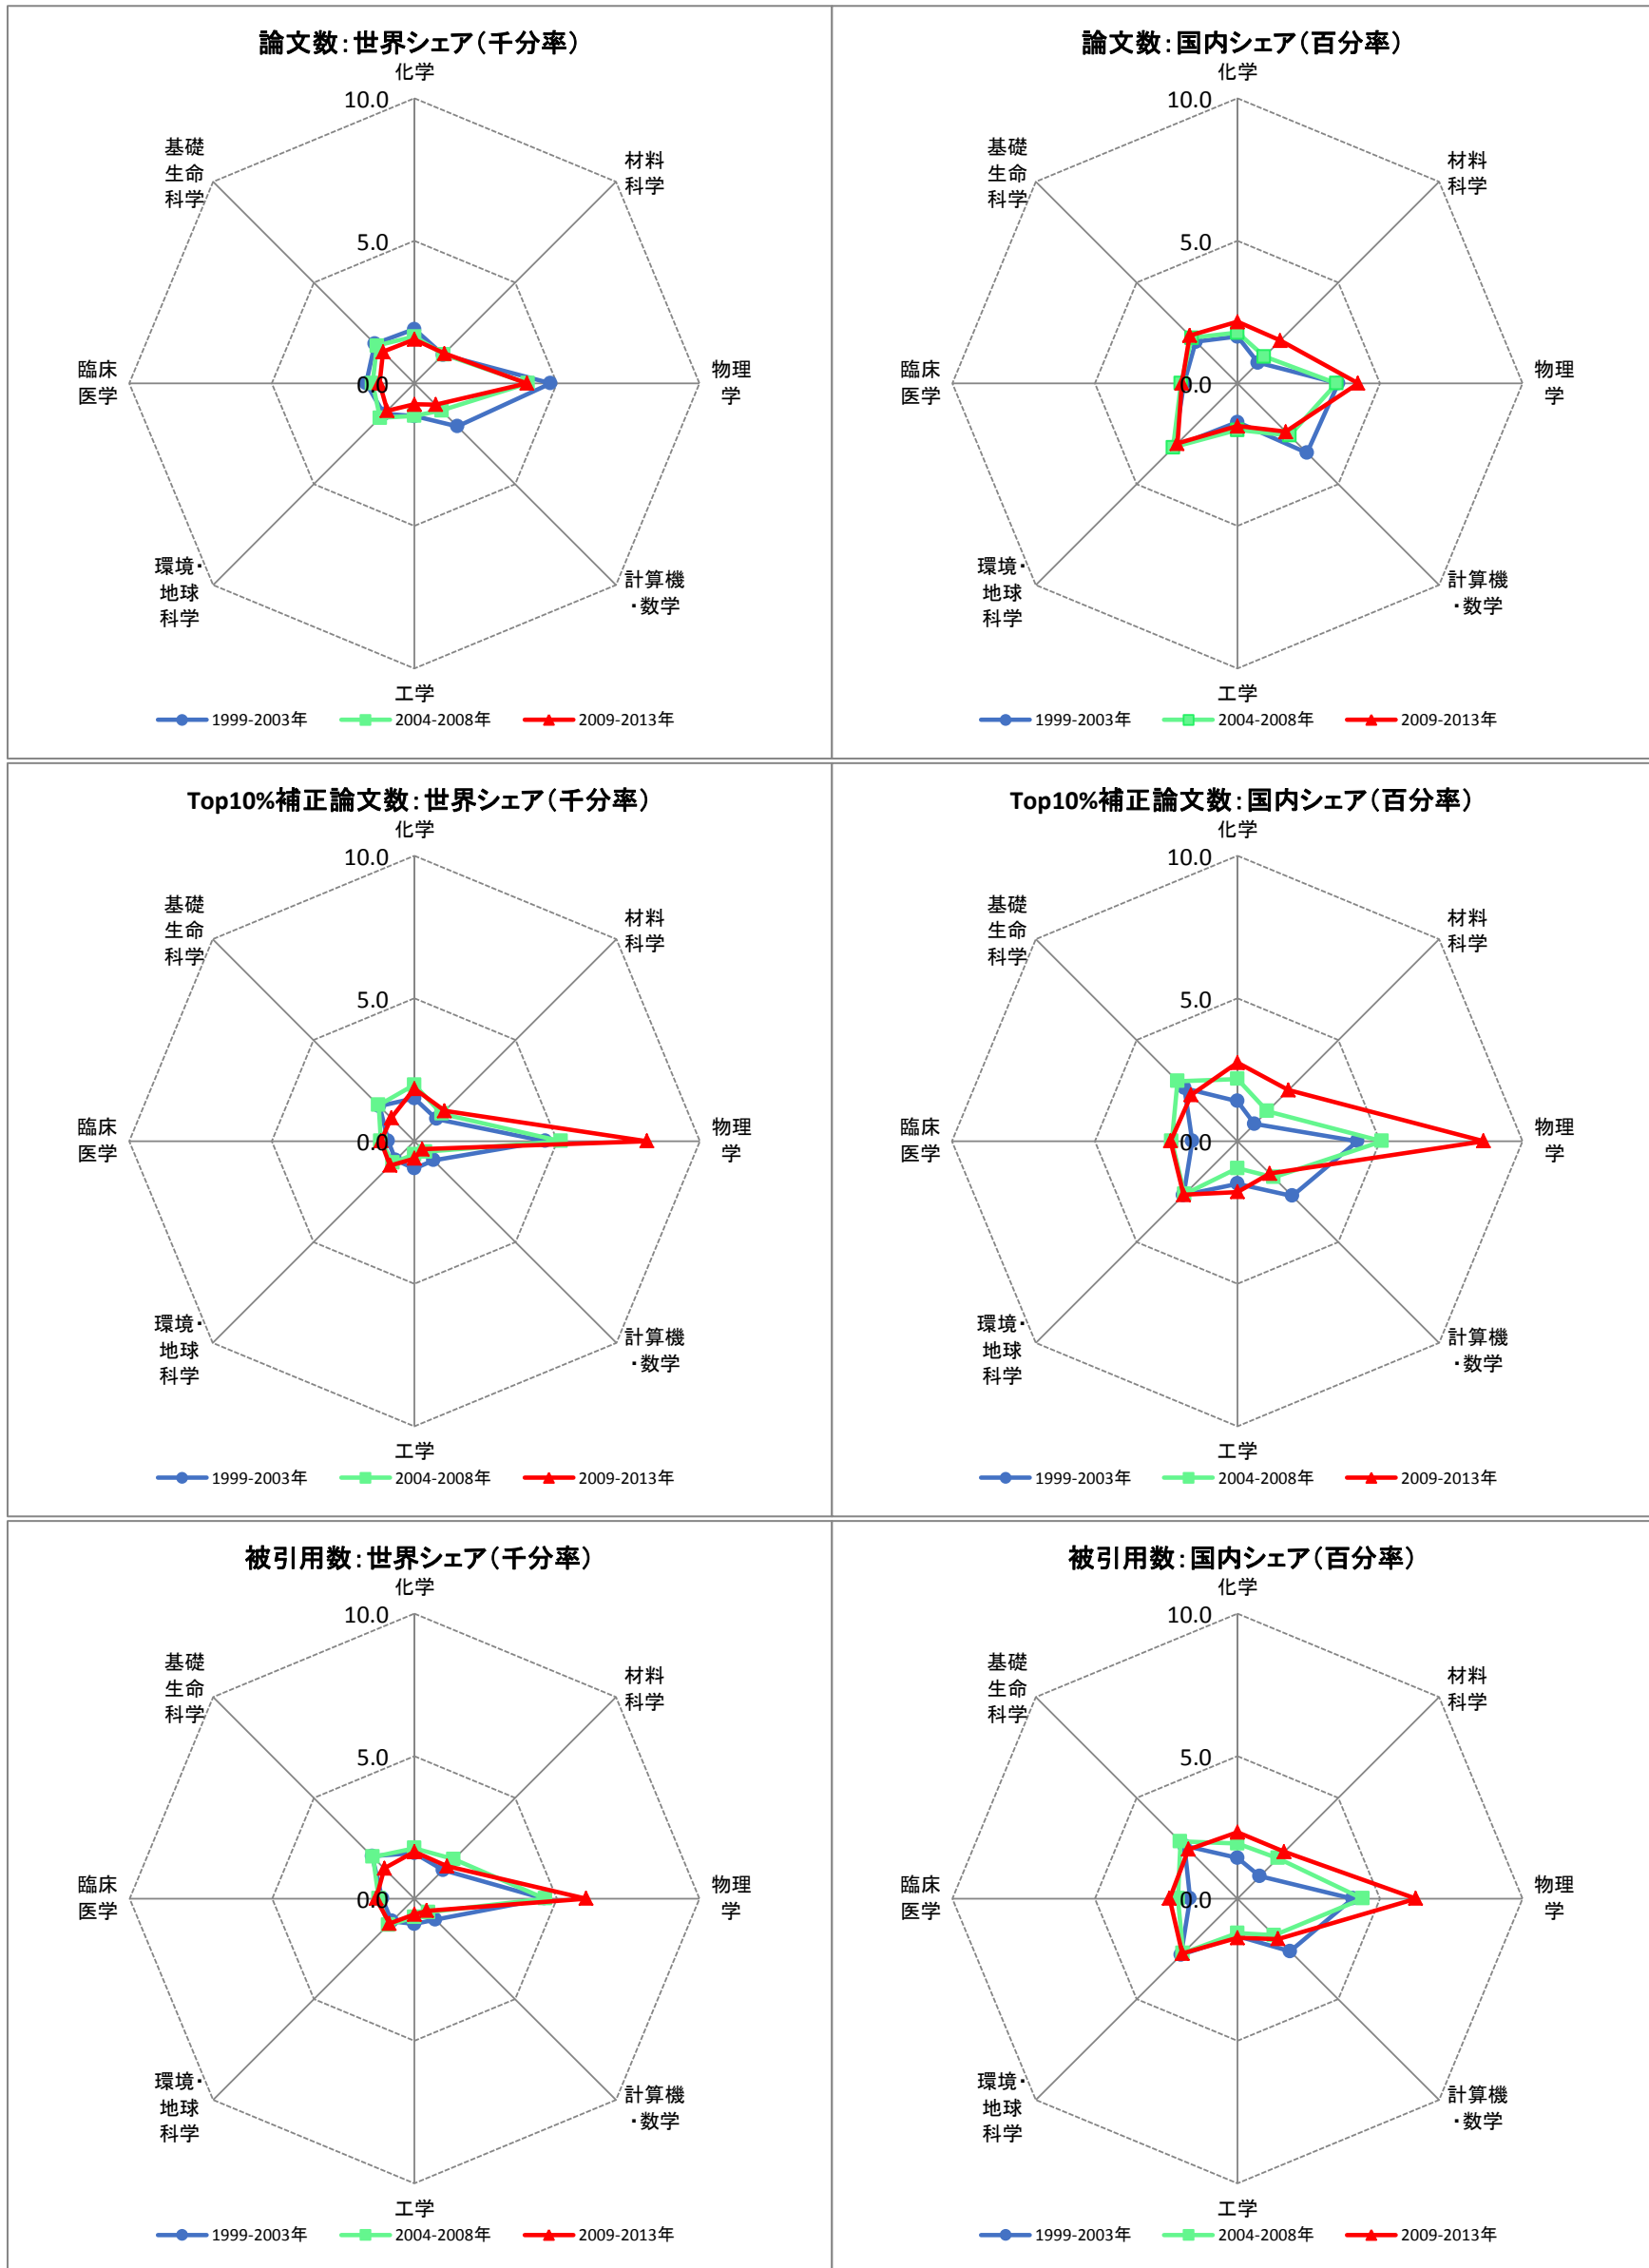 論文数：世界シェア（千分率）
化学
10.0
基礎
生命
科学
材料
科学
5.0
臨床
医学
0.0
物理
学
環境・
地球
科学
計算機
・数学
工学
1999-2003年
2004-2008年
2009-2013年
論文数：国内シェア（百分率）
化学
10.0
基礎
生命
科学
材料
科学
5.0
臨床
医学
0.0
物理
学
環境・
地球
科学
計算機
・数学
工学
1999-2003年
2004-2008年
2009-2013年
Top10%補正論文数：世界シェア（千分率）
化学
10.0
基礎
生命
科学
材料
科学
5.0
臨床
医学
0.0
物理
学
環境・
地球
科学
計算機
・数学
工学
1999-2003年
2004-2008年
2009-2013年
Top10%補正論文数：国内シェア（百分率）
化学
10.0
基礎
生命
科学
材料
科学
5.0
臨床
医学
0.0
物理
学
環境・
地球
科学
計算機
・数学
工学
1999-2003年
2004-2008年
2009-2013年
被引用数：世界シェア（千分率）
化学
10.0
基礎
生命
科学
材料
科学
5.0
臨床
医学
0.0
物理
学
環境・
地球
科学
計算機
・数学
工学
1999-2003年
2004-2008年
2009-2013年
被引用数：国内シェア（百分率）
化学
10.0
基礎
生命
科学
材料
科学
5.0
臨床
医学
0.0
物理
学
環境・
地球
科学
計算機
・数学
工学
1999-2003年
2004-2008年
2009-2013年